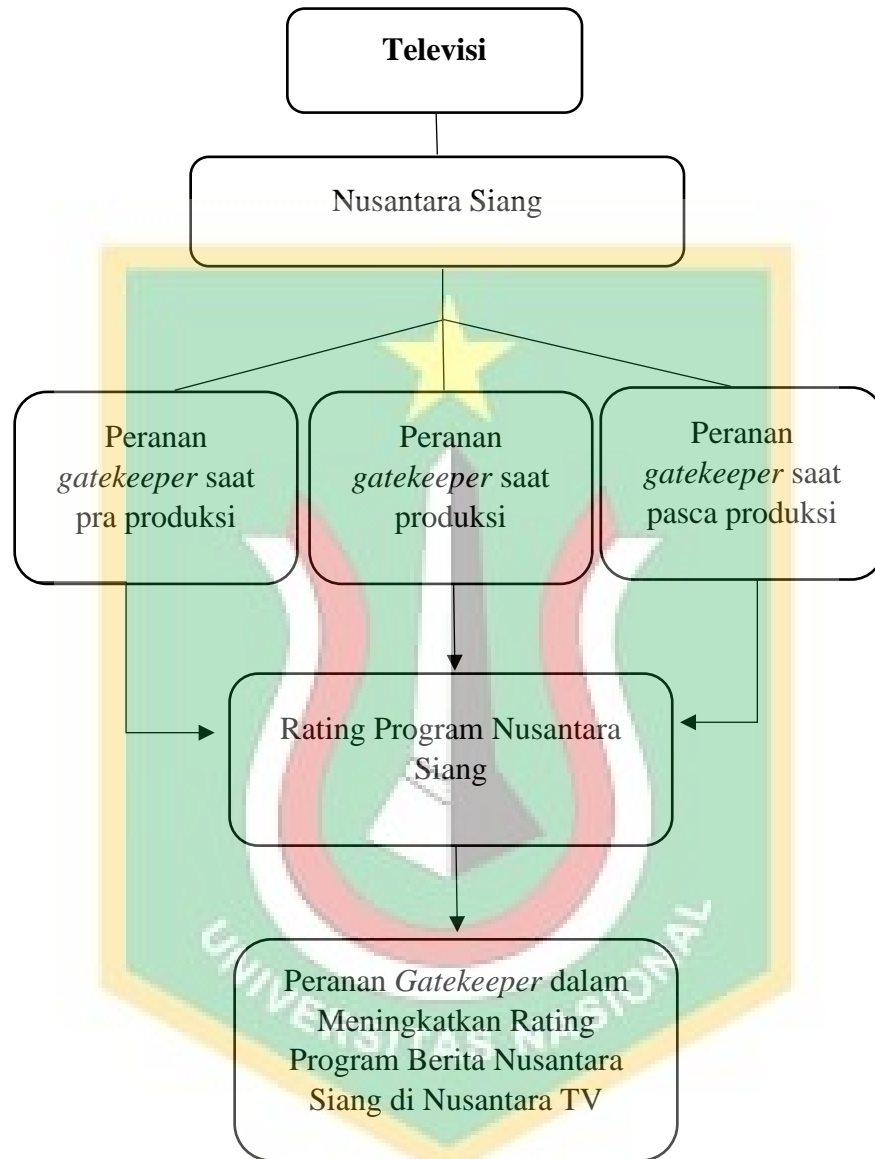 Televisi
Nusantara Siang
Peranan
gatekeeper saat
pra produksi
Peranan
gatekeeper saat
produksi
Peranan
gatekeeper saat
pasca produksi
Rating Program Nusantara
Siang
Peranan Gatekeeper dalam
Meningkatkan Rating
Program Berita Nusantara
Siang di Nusantara TV
UNIVERSITAS NASIONAL